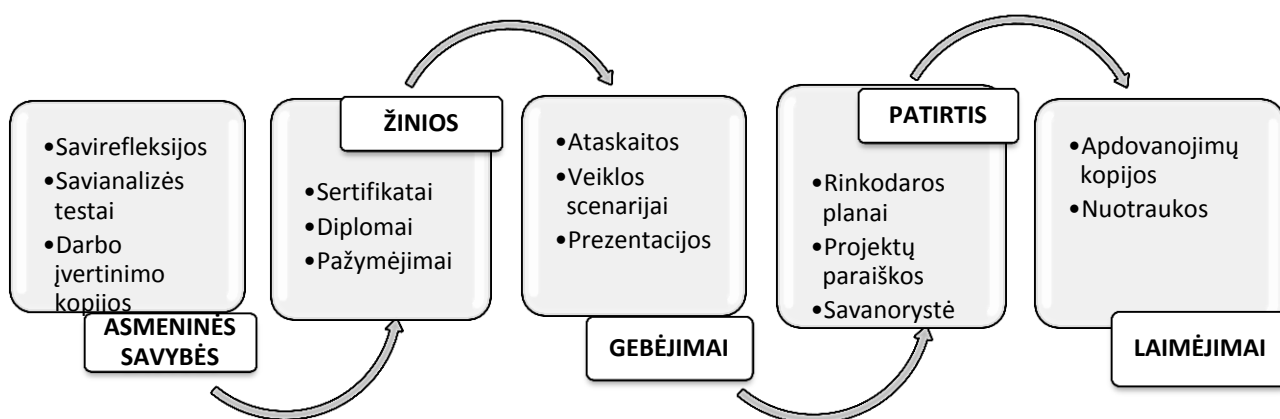 •Savirefleksijos
•Savianalizės
testai
•Darbo
įvertinimo
kopijos
ASMENINĖS
SAVYBĖS
ŽINIOS
•Sertifikatai
•Diplomai
•Pažymėjimai
•Ataskaitos
•Veiklos
scenarijai
•Prezentacijos
GEBĖJIMAI
PATIRTIS
•Rinkodaros
planai
•Projektų
paraiškos
•Savanorystė
•Apdovanojimų
kopijos
•Nuotraukos
LAIMĖJIMAI